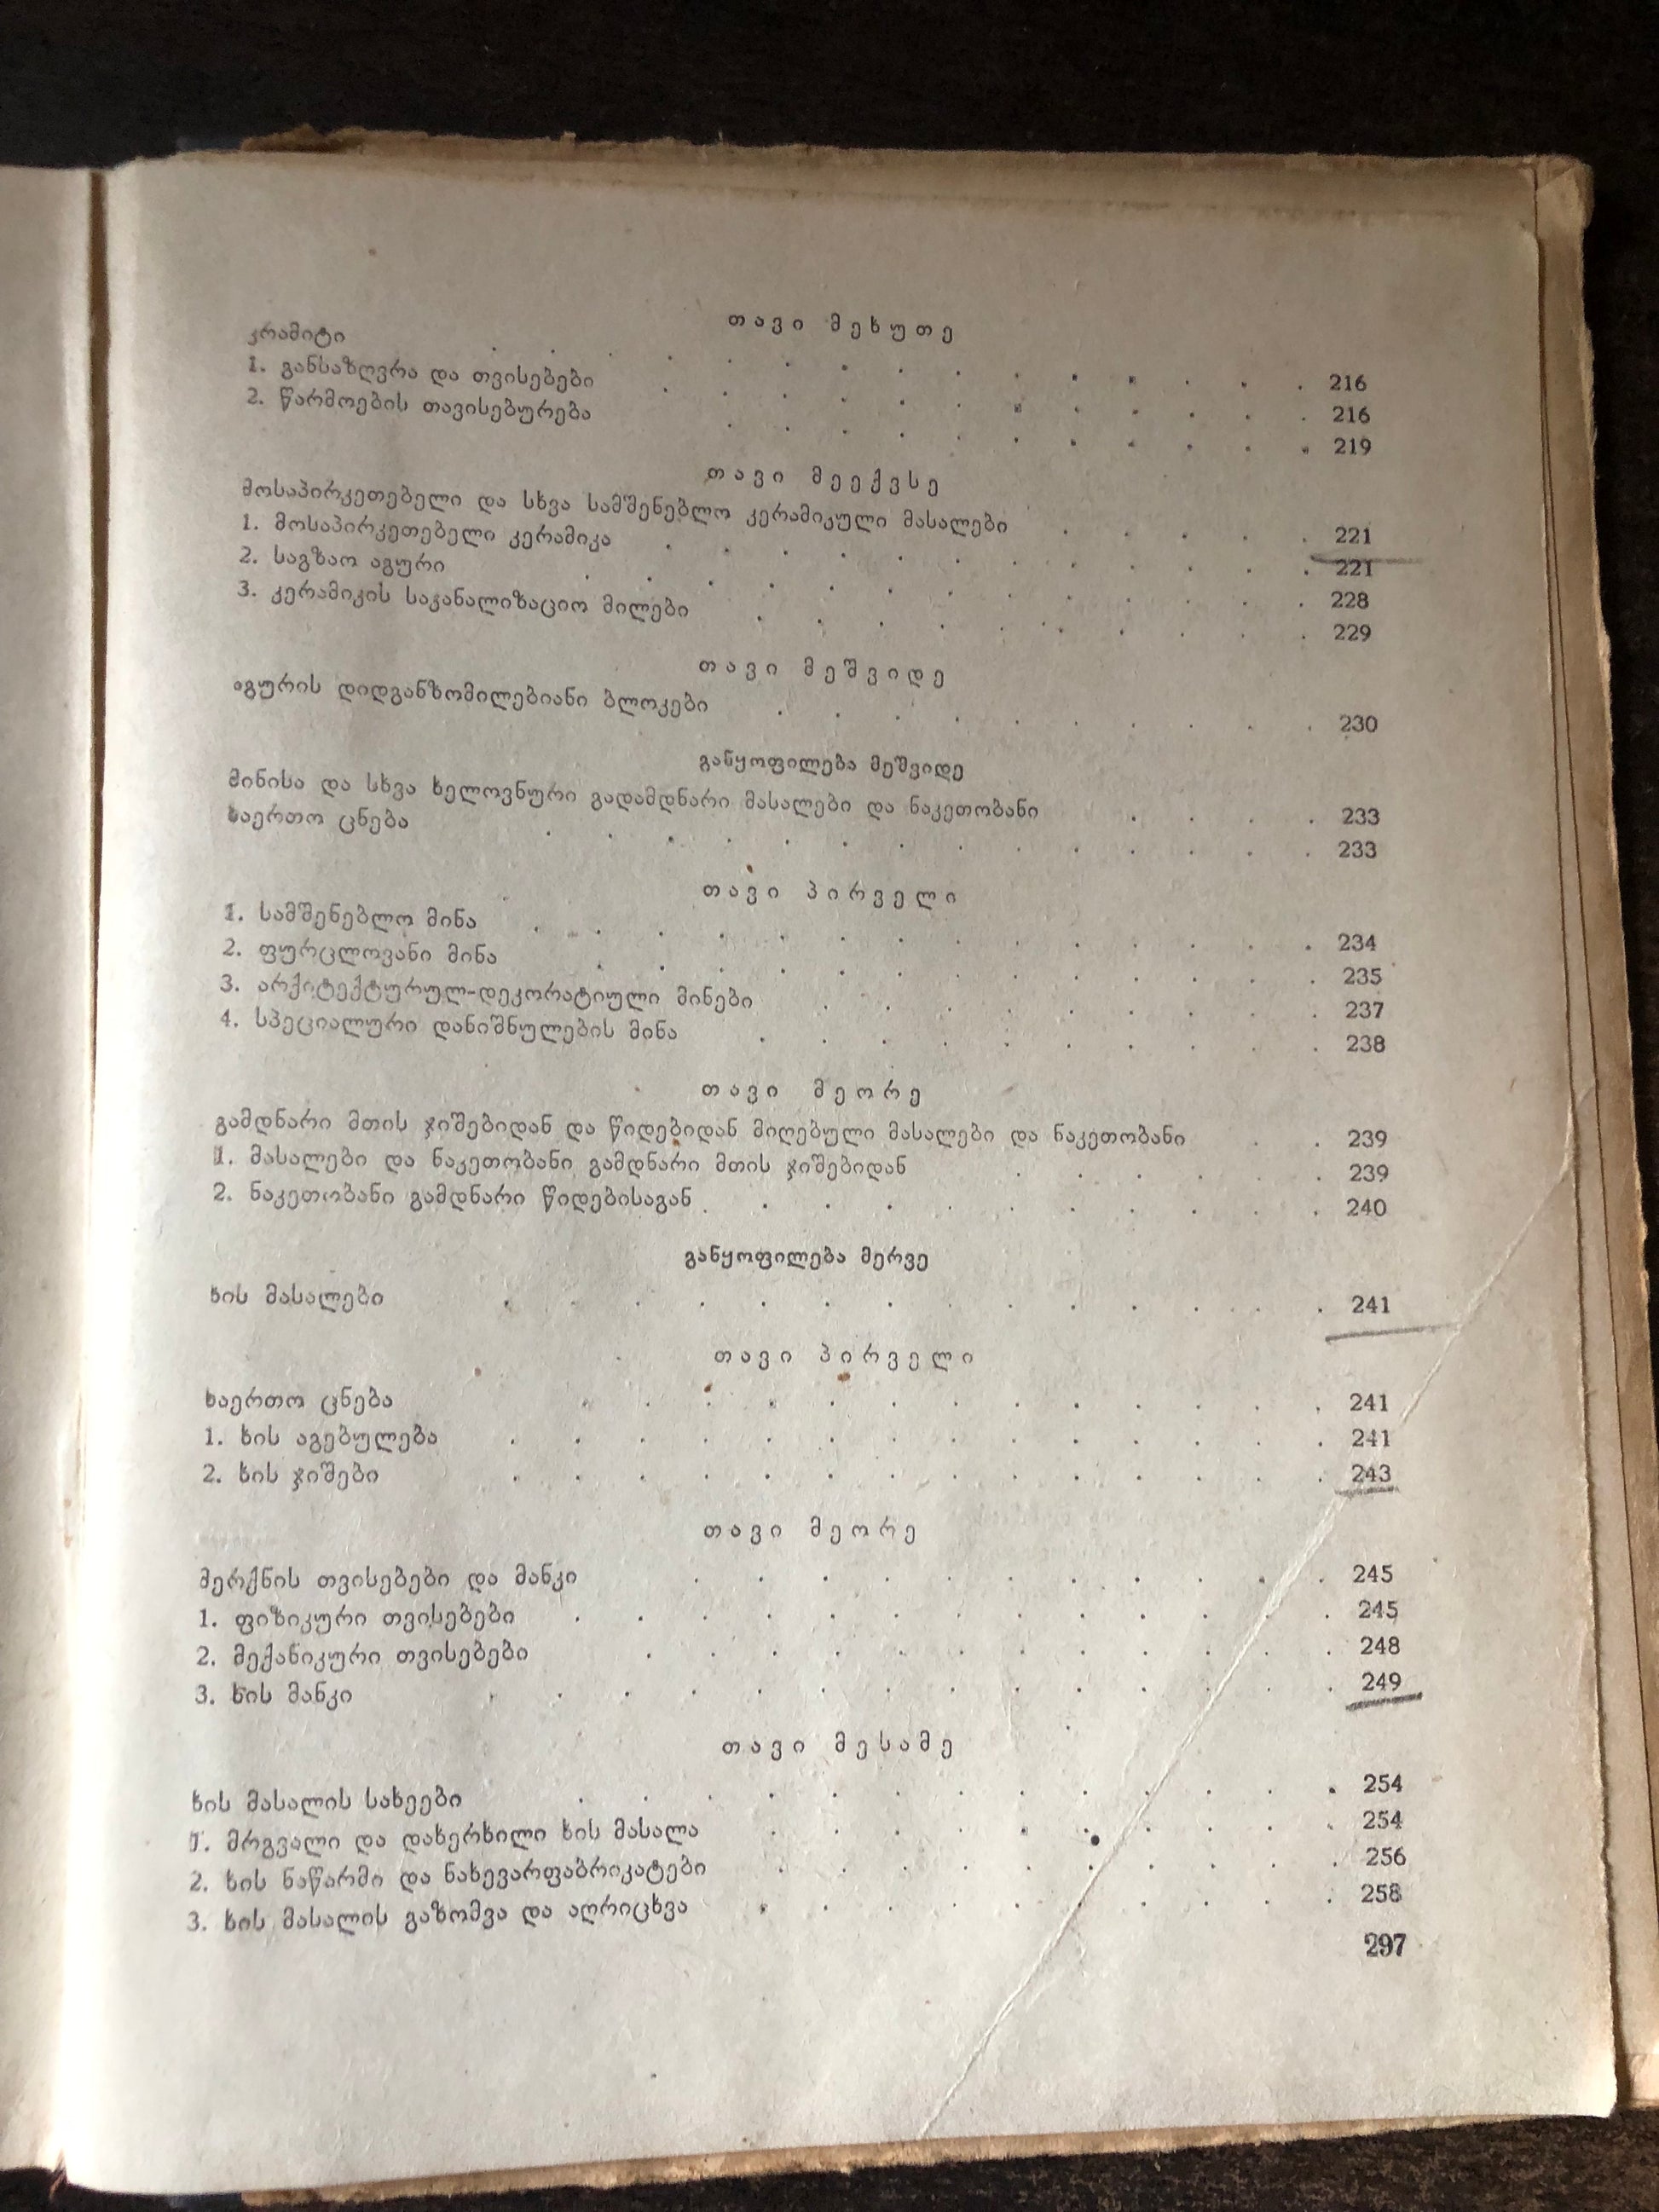 თავი მეხუთე
კრამიტი . . . . . . . . . . . . . . . 216
1. განსაზღვრა და თვისებები . . . . . . . . . . . . 216
2. წარმოების თავისებურება . . . . . . . . . . . 219
თავი მეექვსე
მოსაპირკეთებელი და სხვა სამშენებლო კერამიკული მასალები . . . . . 221
1. მოსაპირკეთებელი კერამიკა . . . . . . . . . . . . 221
2. საგზაო აგური . . . . . . . . . . . . . 228
3. კერამიკის საკანალიზაციო მილები . . . . . . . . . . 229
თავი მეშვიდე
აგურის დიდგანზომილებიანი ბლოკები . . . . . . . . . . 230
განყოფილება მეშვიდე
მინისა და სხვა ხელოვნური გადამდნარი მასალები და ნაკეთობანი . . . . 233
საერთო ცნება . . . . . . . . . . . . . . 233
თავი პირველი
1. სამშენებლო მინა . . . . . . . . . . . . . . 234
2. ფურცლოვანი მინა . . . . . . . . . . . . . 235
3. არქიტექტურულ-დეკორატიული მინები . . . . . . . . . 237
4. სპეციალური დანიშნულების მინა . . . . . . . . . . 238
თავი მეორე
გამდნარი მთის ჯიშებიდან და წიდებიდან მიღებული მასალები და ნაკეთობანი . . 239
1. მასალები და ნაკეთობანი გამდნარი მთის ჯიშებიდან . . . . . . 239
2. ნაკეთობანი გამდნარი წიდებისაგან . . . . . . . . . . . 240
განყოფილება მერვე
ხის მასალები . . . . . . . . . . . . . . 241
თავი პირველი
საერთო ცნება . . . . . . . . . . . . . 241
1. ხის აგებულება . . . . . . . . . . . . . . 241
2. ხის ჯიშები . . . . . . . . . . . . . . 243
თავი მეორე
მერქნის თვისებები და მანკი . . . . . . . . . . . 245
1. ფიზიკური თვისებები . . . . . . . . . . . . . 245
2. მექანიკური თვისებები . . . . . . . . . . . . 248
3. ხის მანკი . . . . . . . . . . . . . . 249
თავი მესამე
ხის მასალის სახეები . . . . . . . . . . . . . 254
1. მრგვალი და დახერხილი ხის მასალა . . . . . . . . . . 254
2. ხის ნაწარმი და ნახევარფაბრიკატები . . . . . . . . . . 256
3. ხის მასალის გაზომვა და აღრიცხვა . . . . . . . . . . 258
297